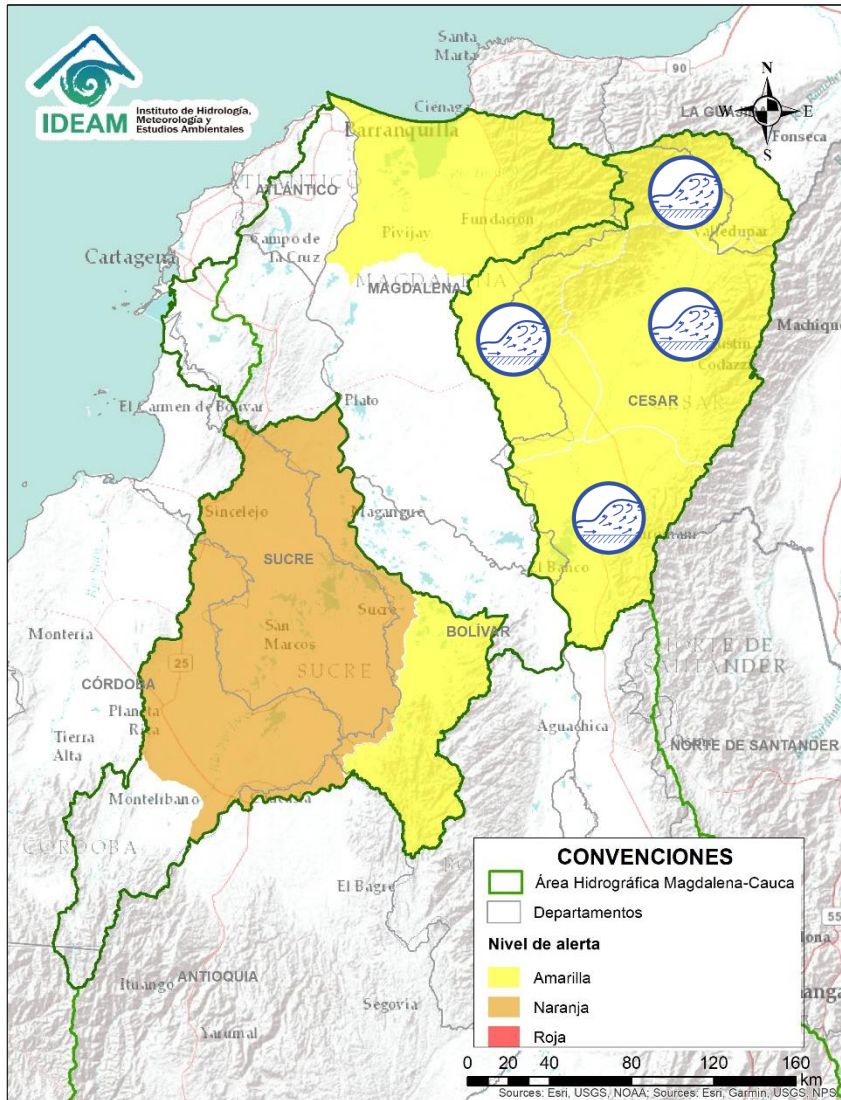 Santa
Marta
90
N
W
E
S
IDEAM
Instituto de Hidrología,
Meteorología y
Estudios Ambientales
Ciénaga
LA GUAJIRA
Fonseca
Barranquilla
ATLÁNTICO
Valledupar
Pivijay
Fundación
Campo de
la Cruz
Cartagena
MAGDALENA
MAGDALENA
Machiques
Codazzi
CESAR
CESAR
El Carmen de Bolívar
Plato
Sincelejo
Magangué
SUCRE
El Banco
Sucre
BOLÍVAR
San
Marcos
Montería
SUCRE
25
NORTE DE
SANTANDER
CÓRDOBA
Planeta
Rica
Aguachica
Tierra
Alta
NORTE DE SANTANDER
Montelíbano
CÓRDOBA
El Bagre
ANTIOQUIA
Ituango
Segovia
Yarumal
55
CONVENCIONES
Área Hidrográfica Magdalena-Cauca
Departamentos
Nivel de alerta
Amarilla
Naranja
Roja
0 20 40 80 120 160
km
Sources: Esri, USGS, NOAA; Sources: Esri, Garmin, USGS, NPS